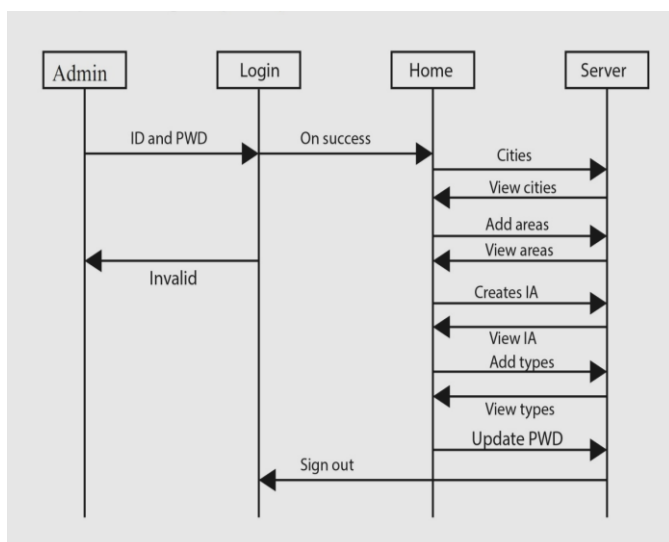 Admin
Login
Home
Server
ID and PWD
On success
Cities
View cities
Add areas
View areas
Invalid
Creates IA
View IA
Add types
View types
Update PWD
Sign out